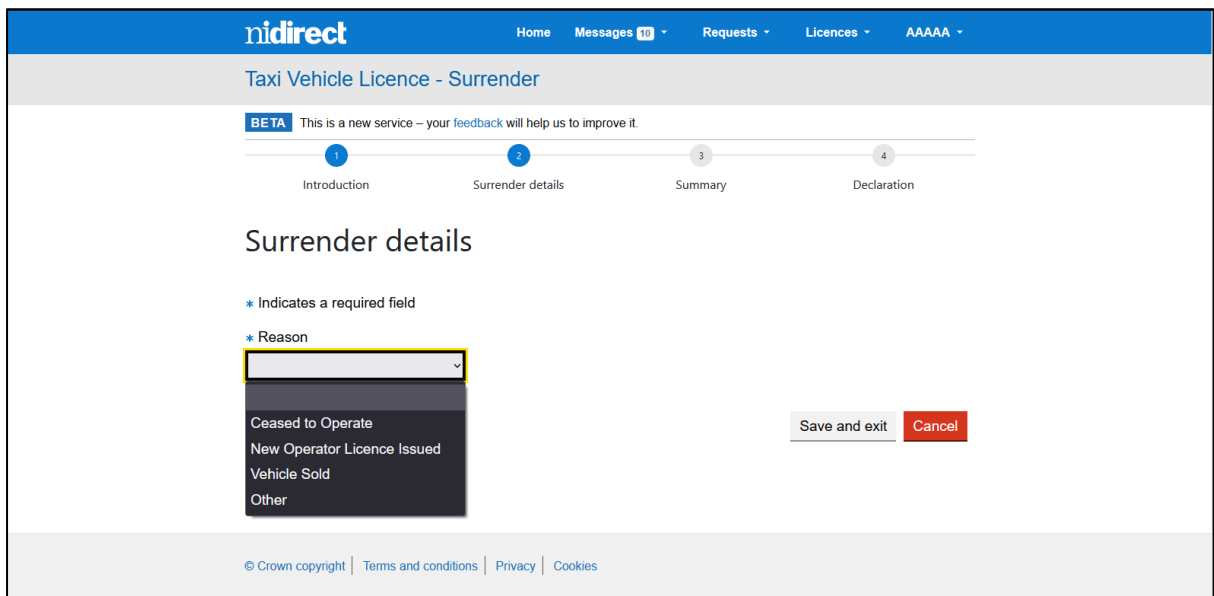 nidirect Home Messages 10 Requests Licences AAAAA
Taxi Vehicle Licence - Surrender
BETA This is a new service – your feedback will help us to improve it.
1 2 3 4
Introduction Surrender details Summary Declaration
Surrender details
* Indicates a required field
* Reason
Ceased to Operate
New Operator Licence Issued
Vehicle Sold
Other
Save and exit Cancel
© Crown copyright Terms and conditions Privacy Cookies